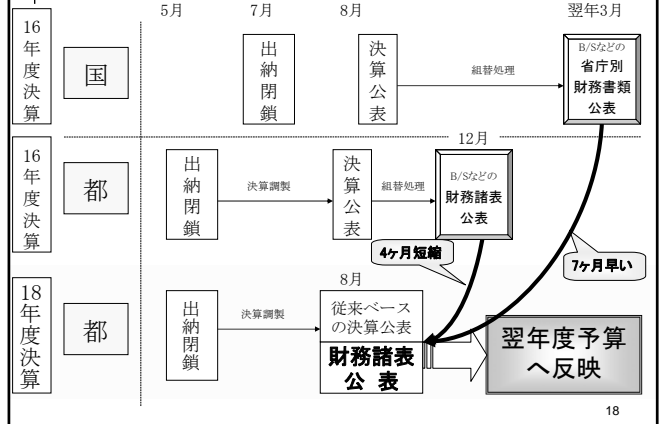 5月
7月
8月
翌年3月
16年度決算
国
出納閉鎖
決算公表
組替処理
B/Sなどの
省庁別
財務書類
公表
12月
16年度決算
都
出納閉鎖
決算調製
決算公表
組替処理
B/Sなどの
財務諸表
公表
4ヶ月短縮
7ヶ月早い
8月
18年度決算
都
出納閉鎖
決算調製
従来ベース
の決算公表
財務諸表
公 表
翌年度予算
へ反映
18